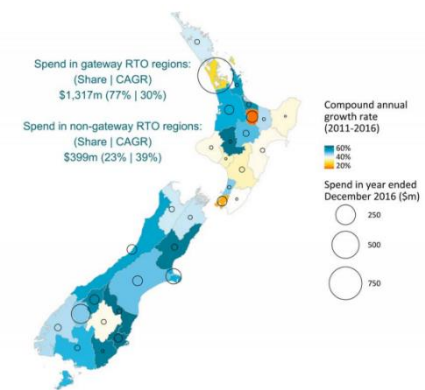 Spend in gateway RTO regions:
(Share | CAGR)
$1,317m (77% | 30%)
Spend in non-gateway RTO regions:
(Share | CAGR)
$399m (23% | 39%)
Compound annual
growth rate
(2011-2016)
60%
40%
20%
Spend in year ended
December 2016 ($m)
250
500
750